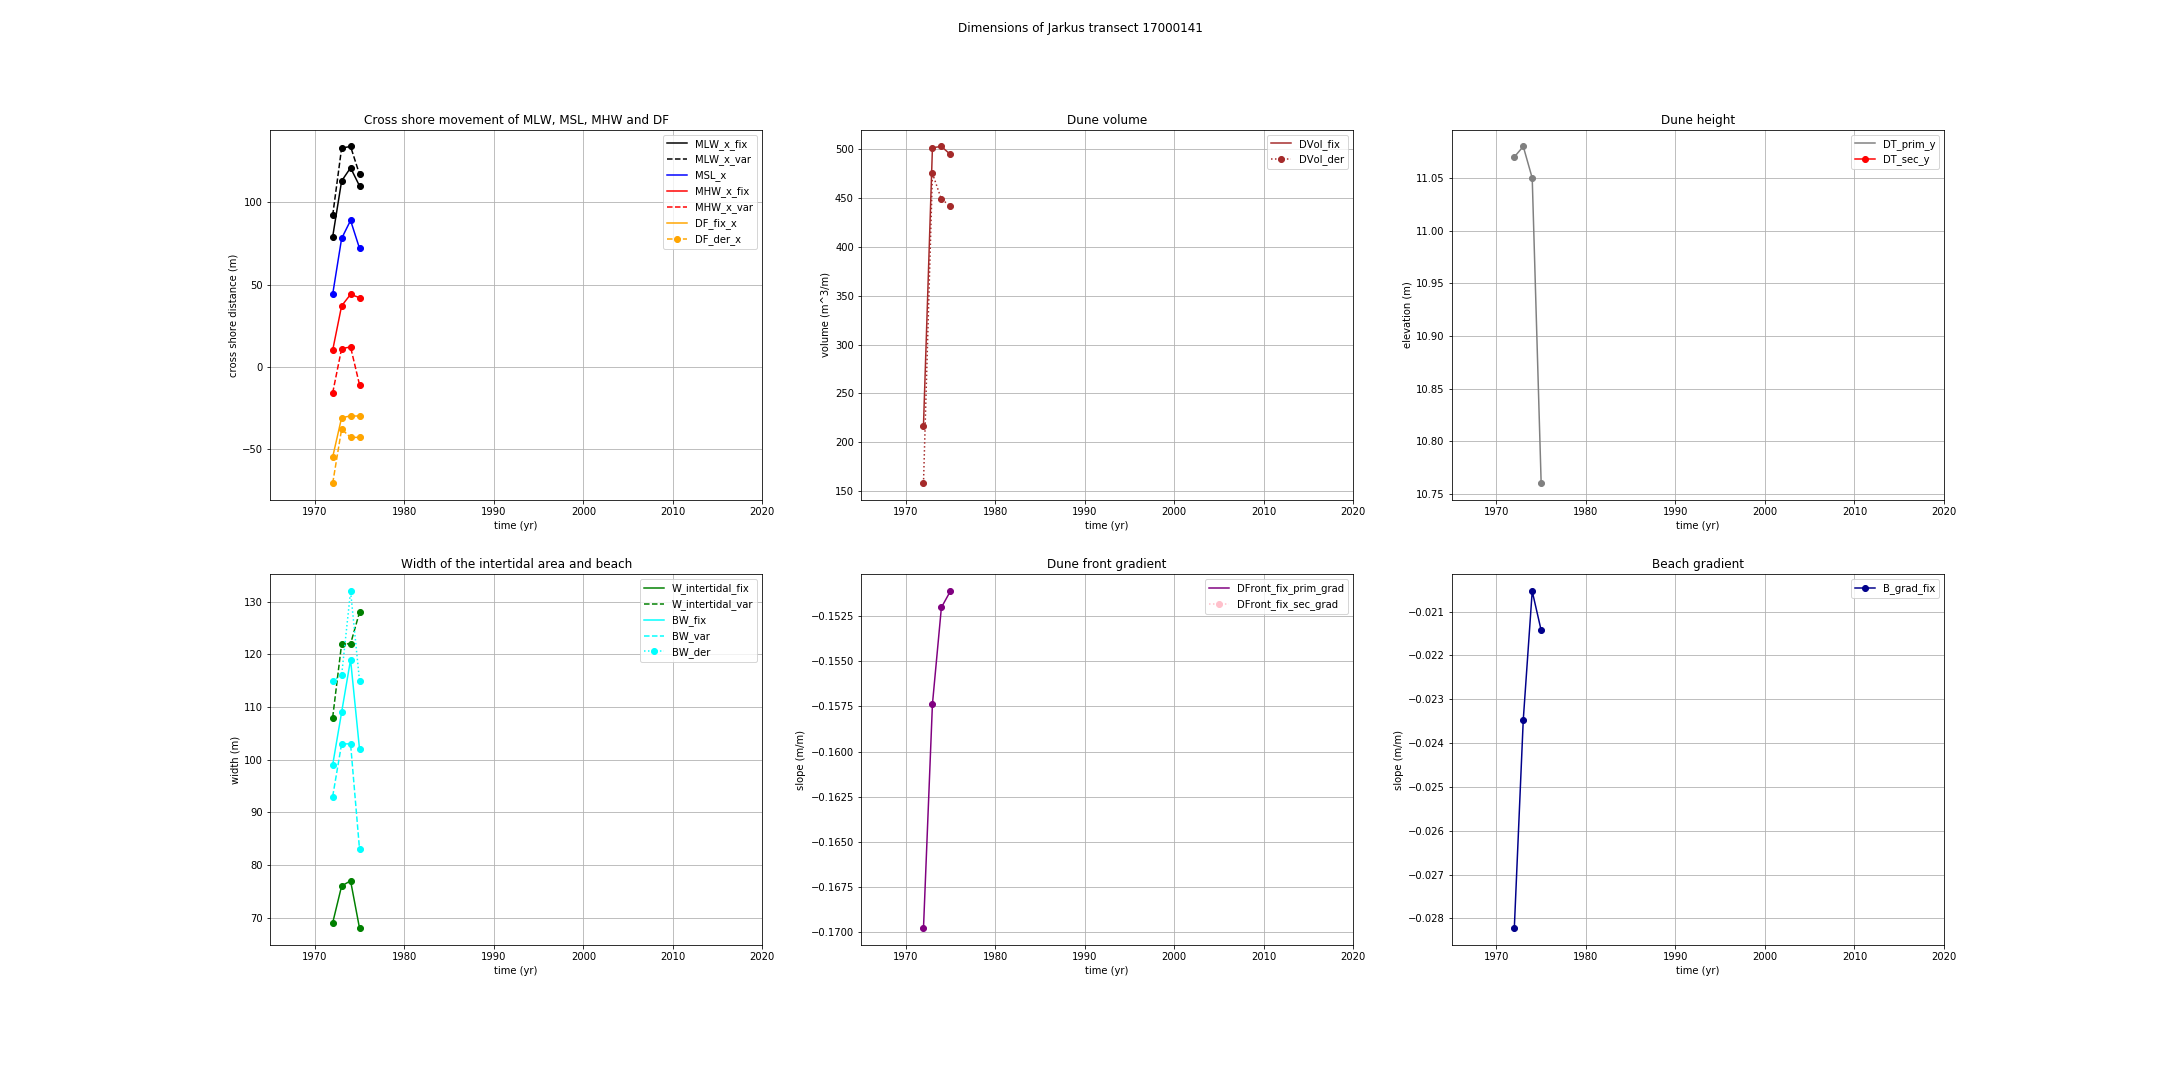 Dimensions of Jarkus transect 17000141
Cross shore movement of MLW, MSL, MHW and DF
cross shore distance (m)
100
50
0
−50
MLW_x_fix
MLW_x_var
MSL_x
MHW_x_fix
MHW_x_var
DF_fix_x
DF_der_x
1970 1980 1990 2000 2010 2020
time (yr)
Dune volume
volume (m^3/m)
500
450
400
350
300
250
200
150
DVol_fix
DVol_der
1970 1980 1990 2000 2010 2020
time (yr)
Dune height
elevation (m)
11.05
11.00
10.95
10.90
10.85
10.80
10.75
DT_prim_y
DT_sec_y
1970 1980 1990 2000 2010 2020
time (yr)
Width of the intertidal area and beach
width (m)
130
120
110
100
90
80
70
W_intertidal_fix
W_intertidal_var
BW_fix
BW_var
BW_der
1970 1980 1990 2000 2010 2020
time (yr)
Dune front gradient
slope (m/m)
−0.1525
−0.1550
−0.1575
−0.1600
−0.1625
−0.1650
−0.1675
−0.1700
DFront_fix_prim_grad
DFront_fix_sec_grad
1970 1980 1990 2000 2010 2020
time (yr)
Beach gradient
slope (m/m)
−0.021
−0.022
−0.023
−0.024
−0.025
−0.026
−0.027
−0.028
B_grad_fix
1970 1980 1990 2000 2010 2020
time (yr)